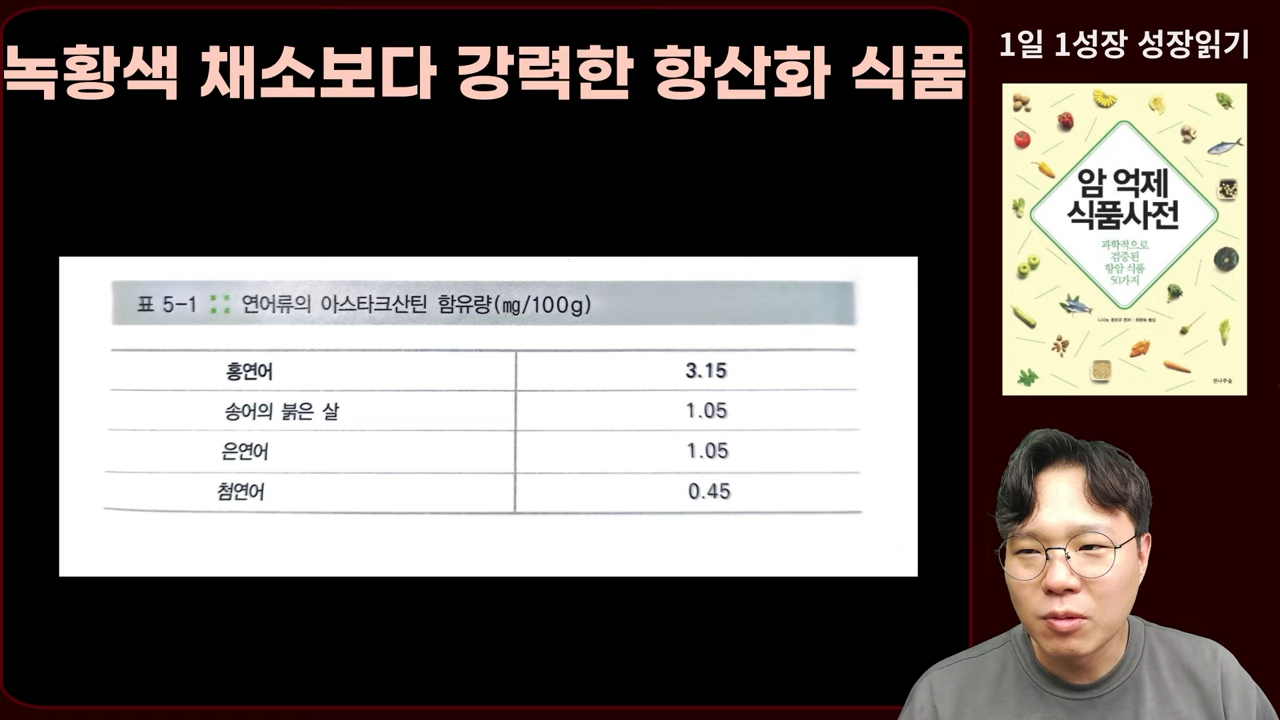 녹황색 채소보다 강력한 항산화 식품
1일 1성장 성장읽기
암 억제
식품사전
과학적으로
검증된
항암 식품
50가지
전나무숲
표 5-1 연어류의 아스타크산틴 함유량(mg/100g)
홍연어 3.15
송어의 붉은 살 1.05
은연어 1.05
첨연어 0.45